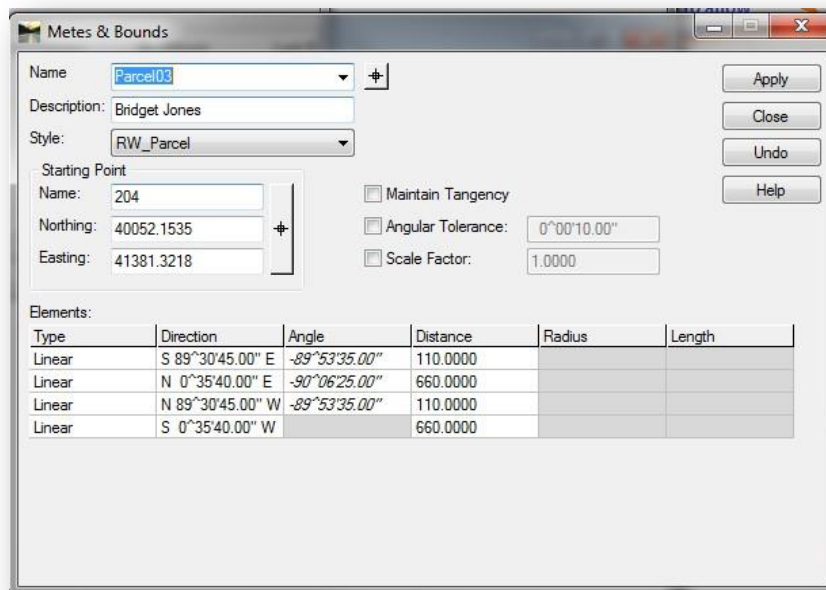 Metes & Bounds
Name Parcel03 Apply
Description: Bridget Jones Close
Style: RW_Parcel Undo
Starting Point Help
Name: 204 Maintain Tangency
Northing: 40052.1535 Angular Tolerance: 0^00'10.00"
Easting: 41381.3218 Scale Factor: 1.0000
Elements:
Type Direction Angle Distance Radius Length
Linear S 89^30'45.00" E -89^53'35.00" 110.0000
Linear N 0^35'40.00" E -90^06'25.00" 660.0000
Linear N 89^30'45.00" W -89^53'35.00" 110.0000
Linear S 0^35'40.00" W 660.0000